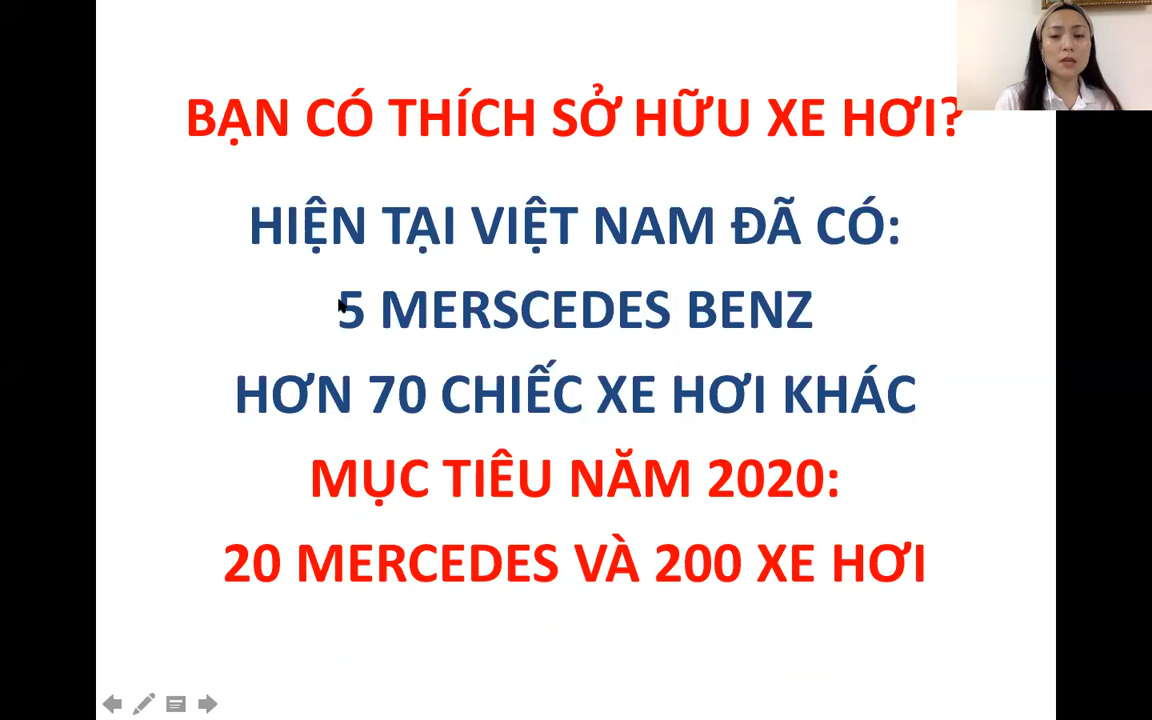 BẠN CÓ THÍCH SỞ HỮU XE HƠI?
HIỆN TẠI VIỆT NAM ĐÃ CÓ:
5 MERSCEDES BENZ
HƠN 70 CHIẾC XE HƠI KHÁC
MỤC TIÊU NĂM 2020:
20 MERCEDES VÀ 200 XE HƠI